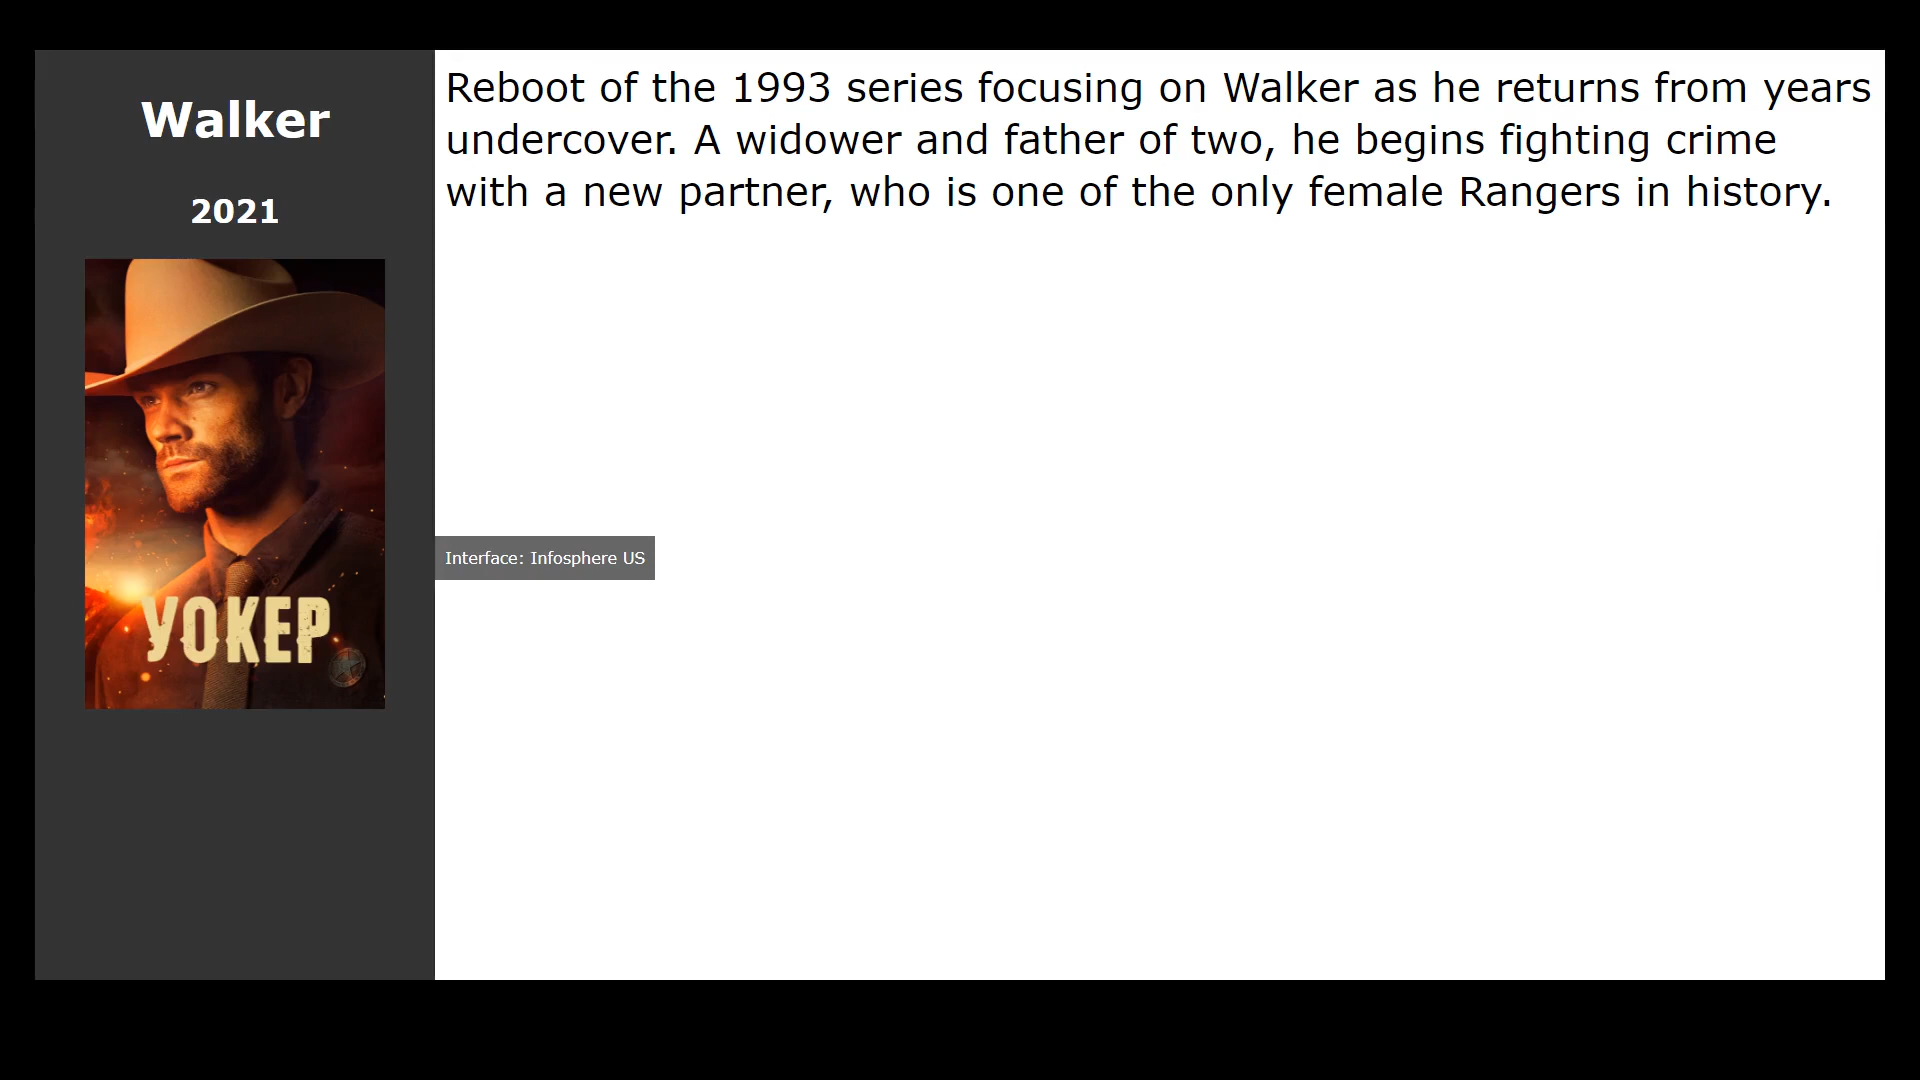 Walker
2021
УОКЕР
Reboot of the 1993 series focusing on Walker as he returns from years
undercover. A widower and father of two, he begins fighting crime
with a new partner, who is one of the only female Rangers in history.
Interface: Infosphere US